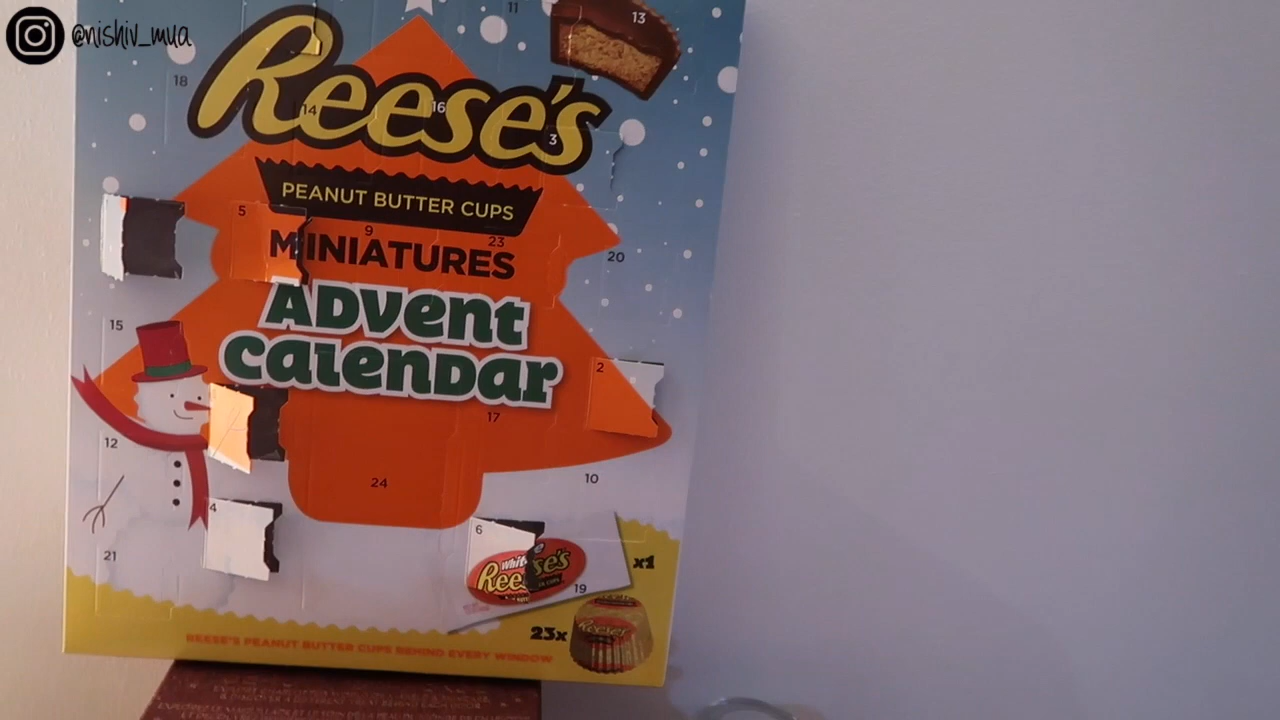 @nishiv_mua
11
13
18
Reese's
14
16
3
PEANUT BUTTER CUPS
5
9
23
MINIATURES
20
ADVENT
CALENDAR
15
2
17
12
24
10
4
6
White
Reese's
21
19
x1
23x
Reese's
REESE'S PEANUT BUTTER CUPS BEHIND EVERY WINDOW